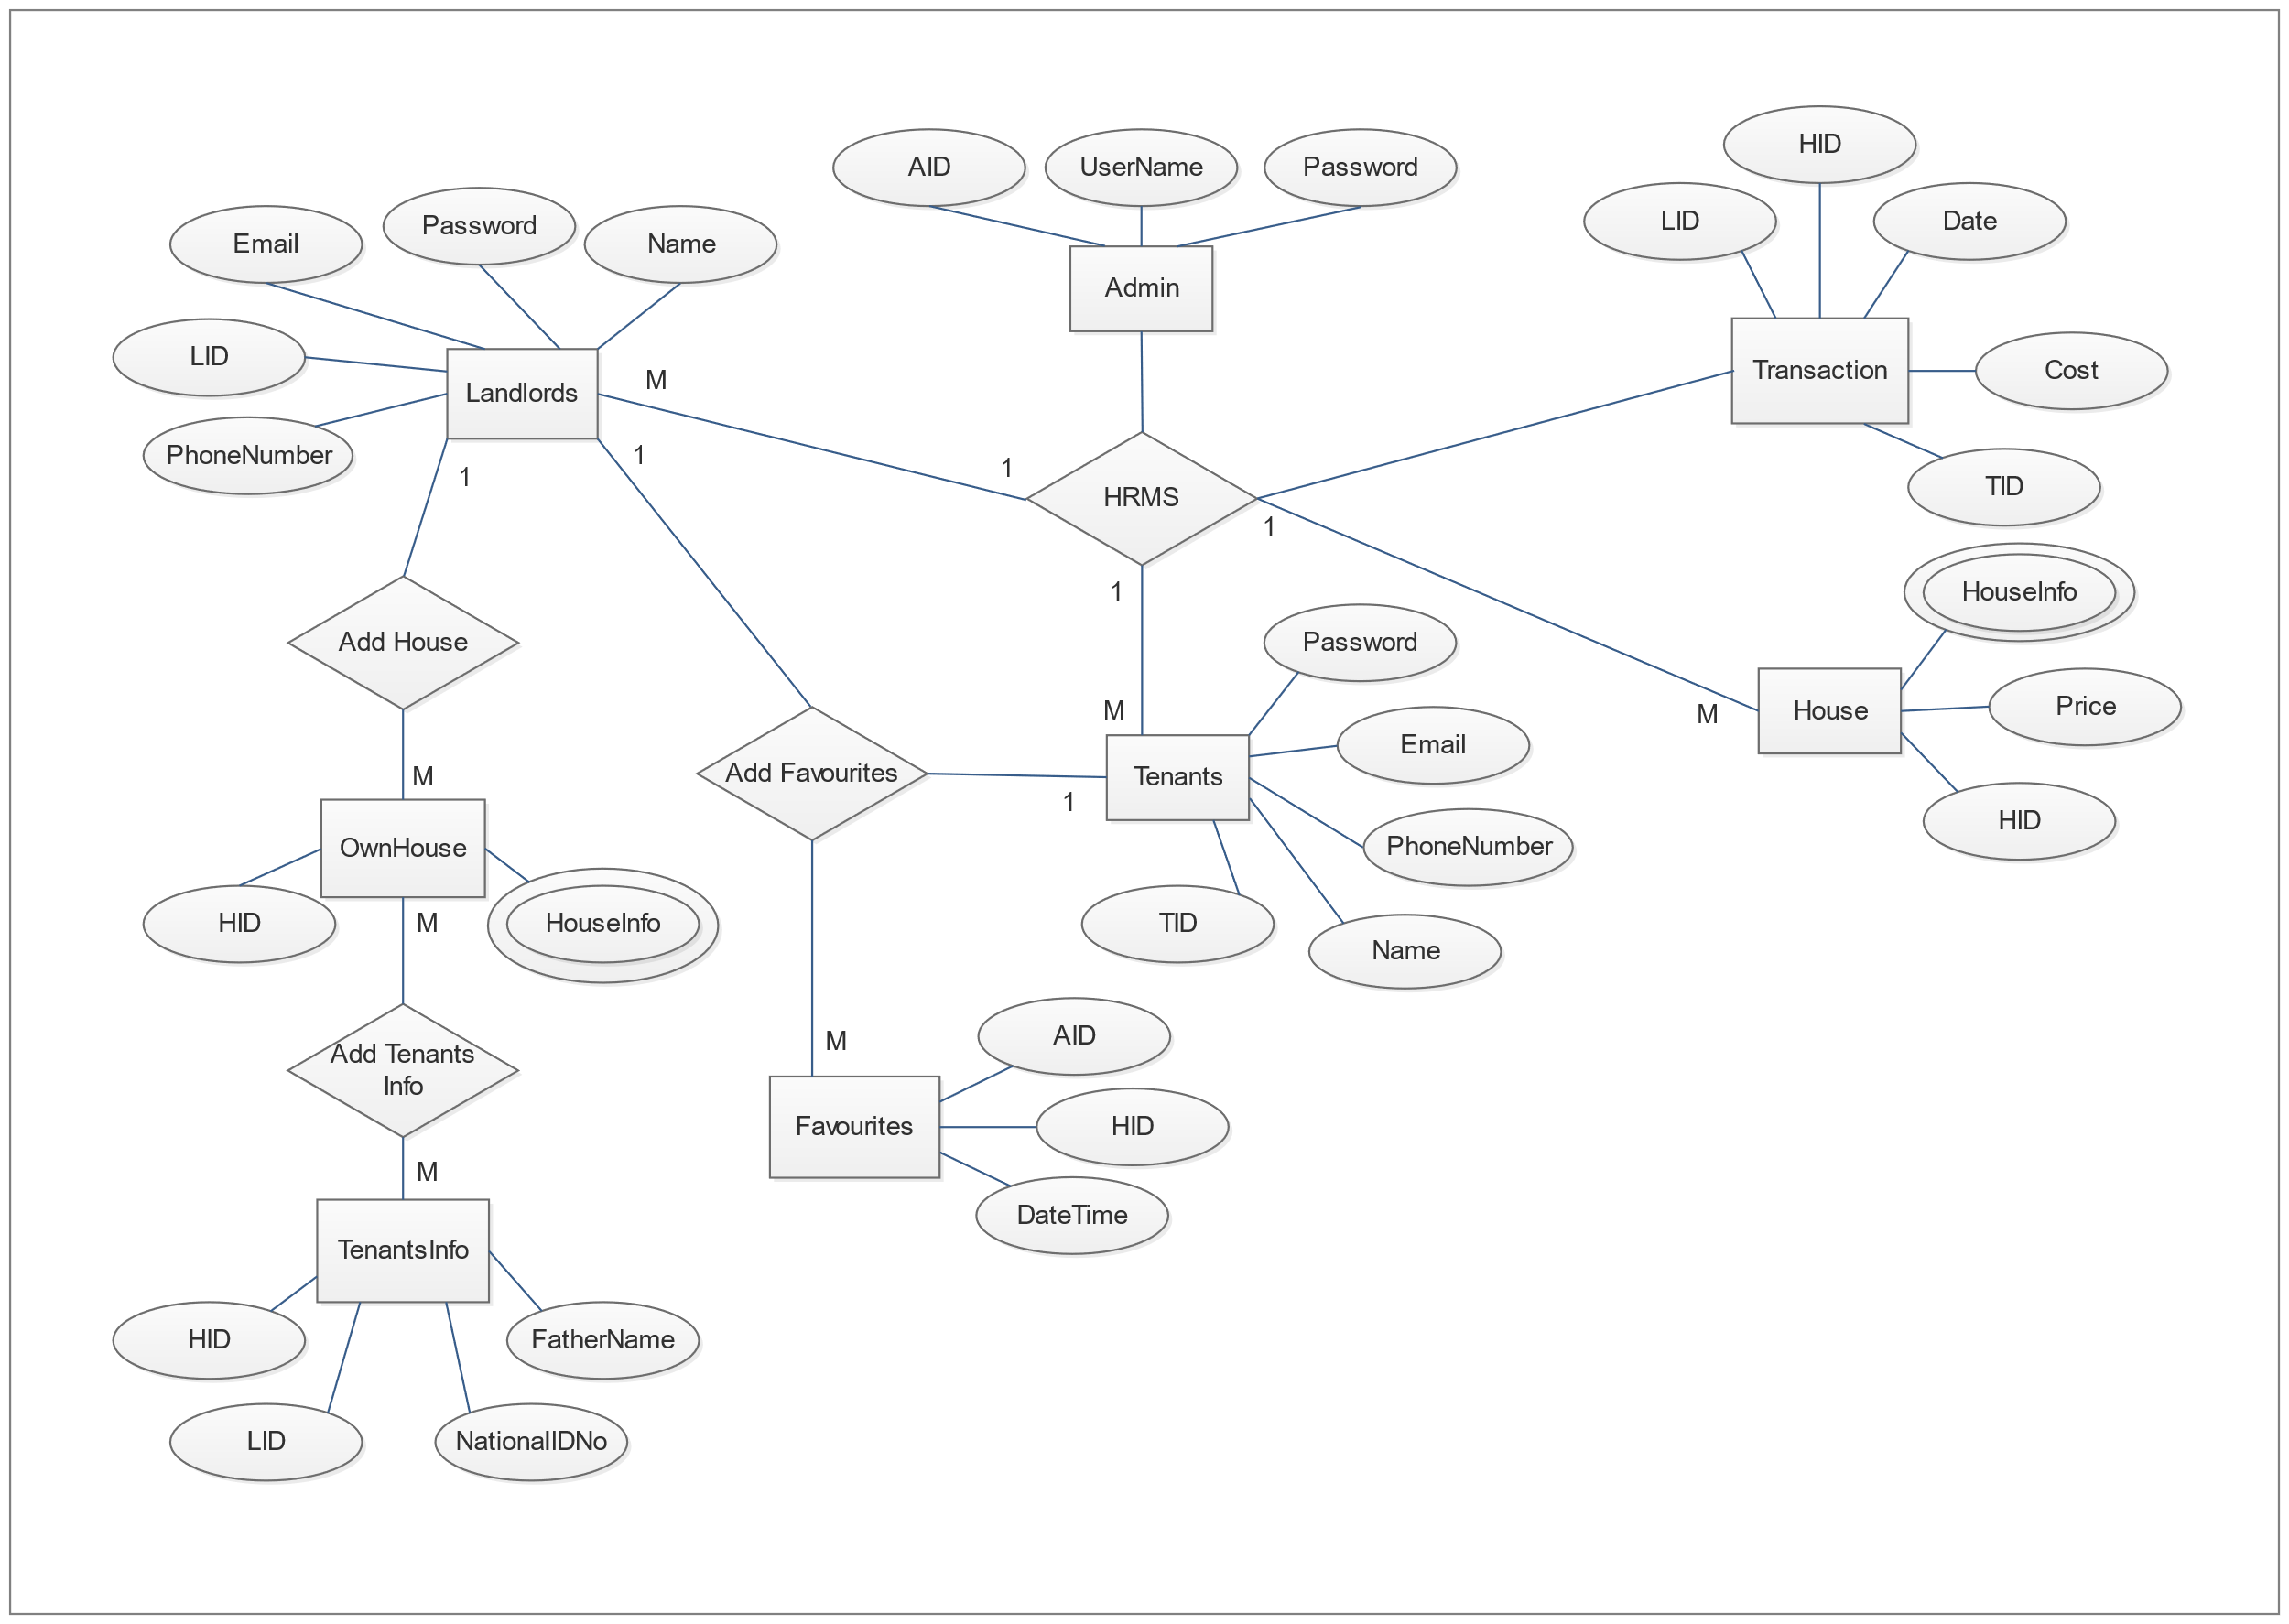 HID
AID
UserName
Password
LID
Date
Password
Email
Name
Admin
LID
Transaction
Cost
M
Landlords
PhoneNumber
1
1
1
HRMS
TID
1
1
HouseInfo
Add House
Password
M
M
House
Price
Email
Add Favourites
Tenants
M
1
HID
OwnHouse
PhoneNumber
HID
M
HouseInfo
TID
Name
AID
M
Add Tenants
Info
Favourites
HID
M
DateTime
TenantsInfo
HID
FatherName
LID
NationalIDNo